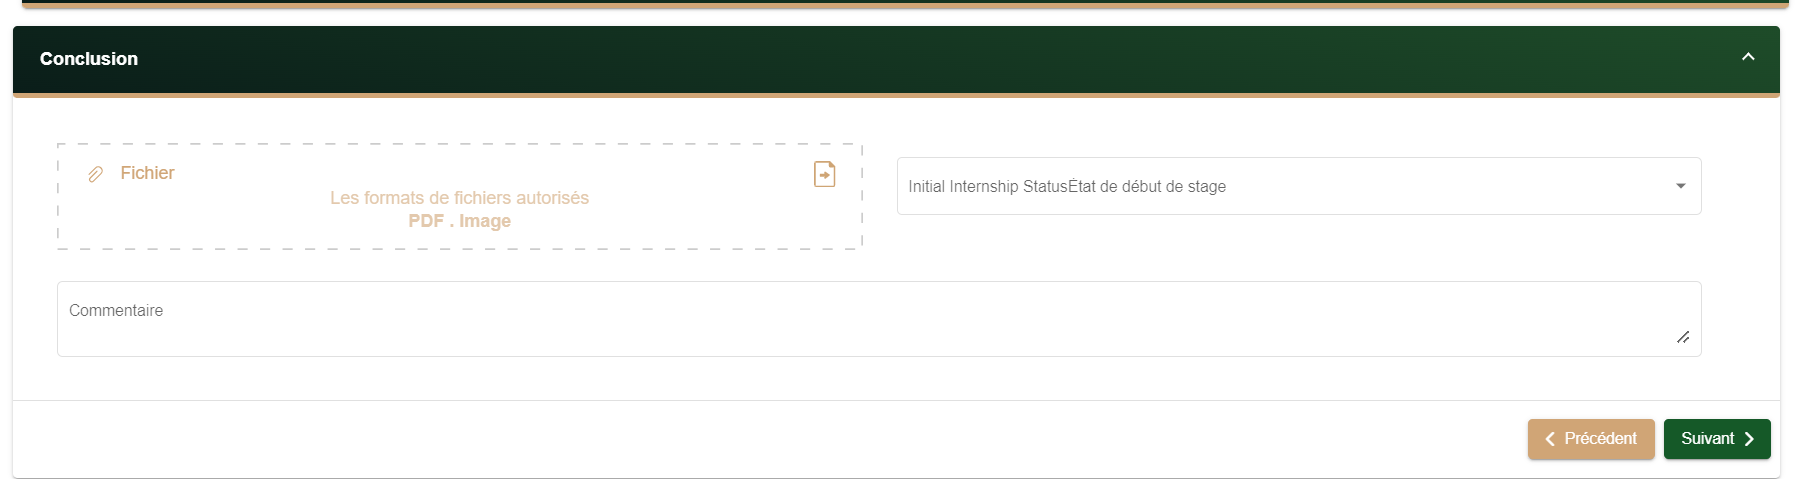 Conclusion
Fichier
Les formats de fichiers autorisés
PDF . Image
Initial Internship StatusÉtat de début de stage
Commentaire
Précédent
Suivant